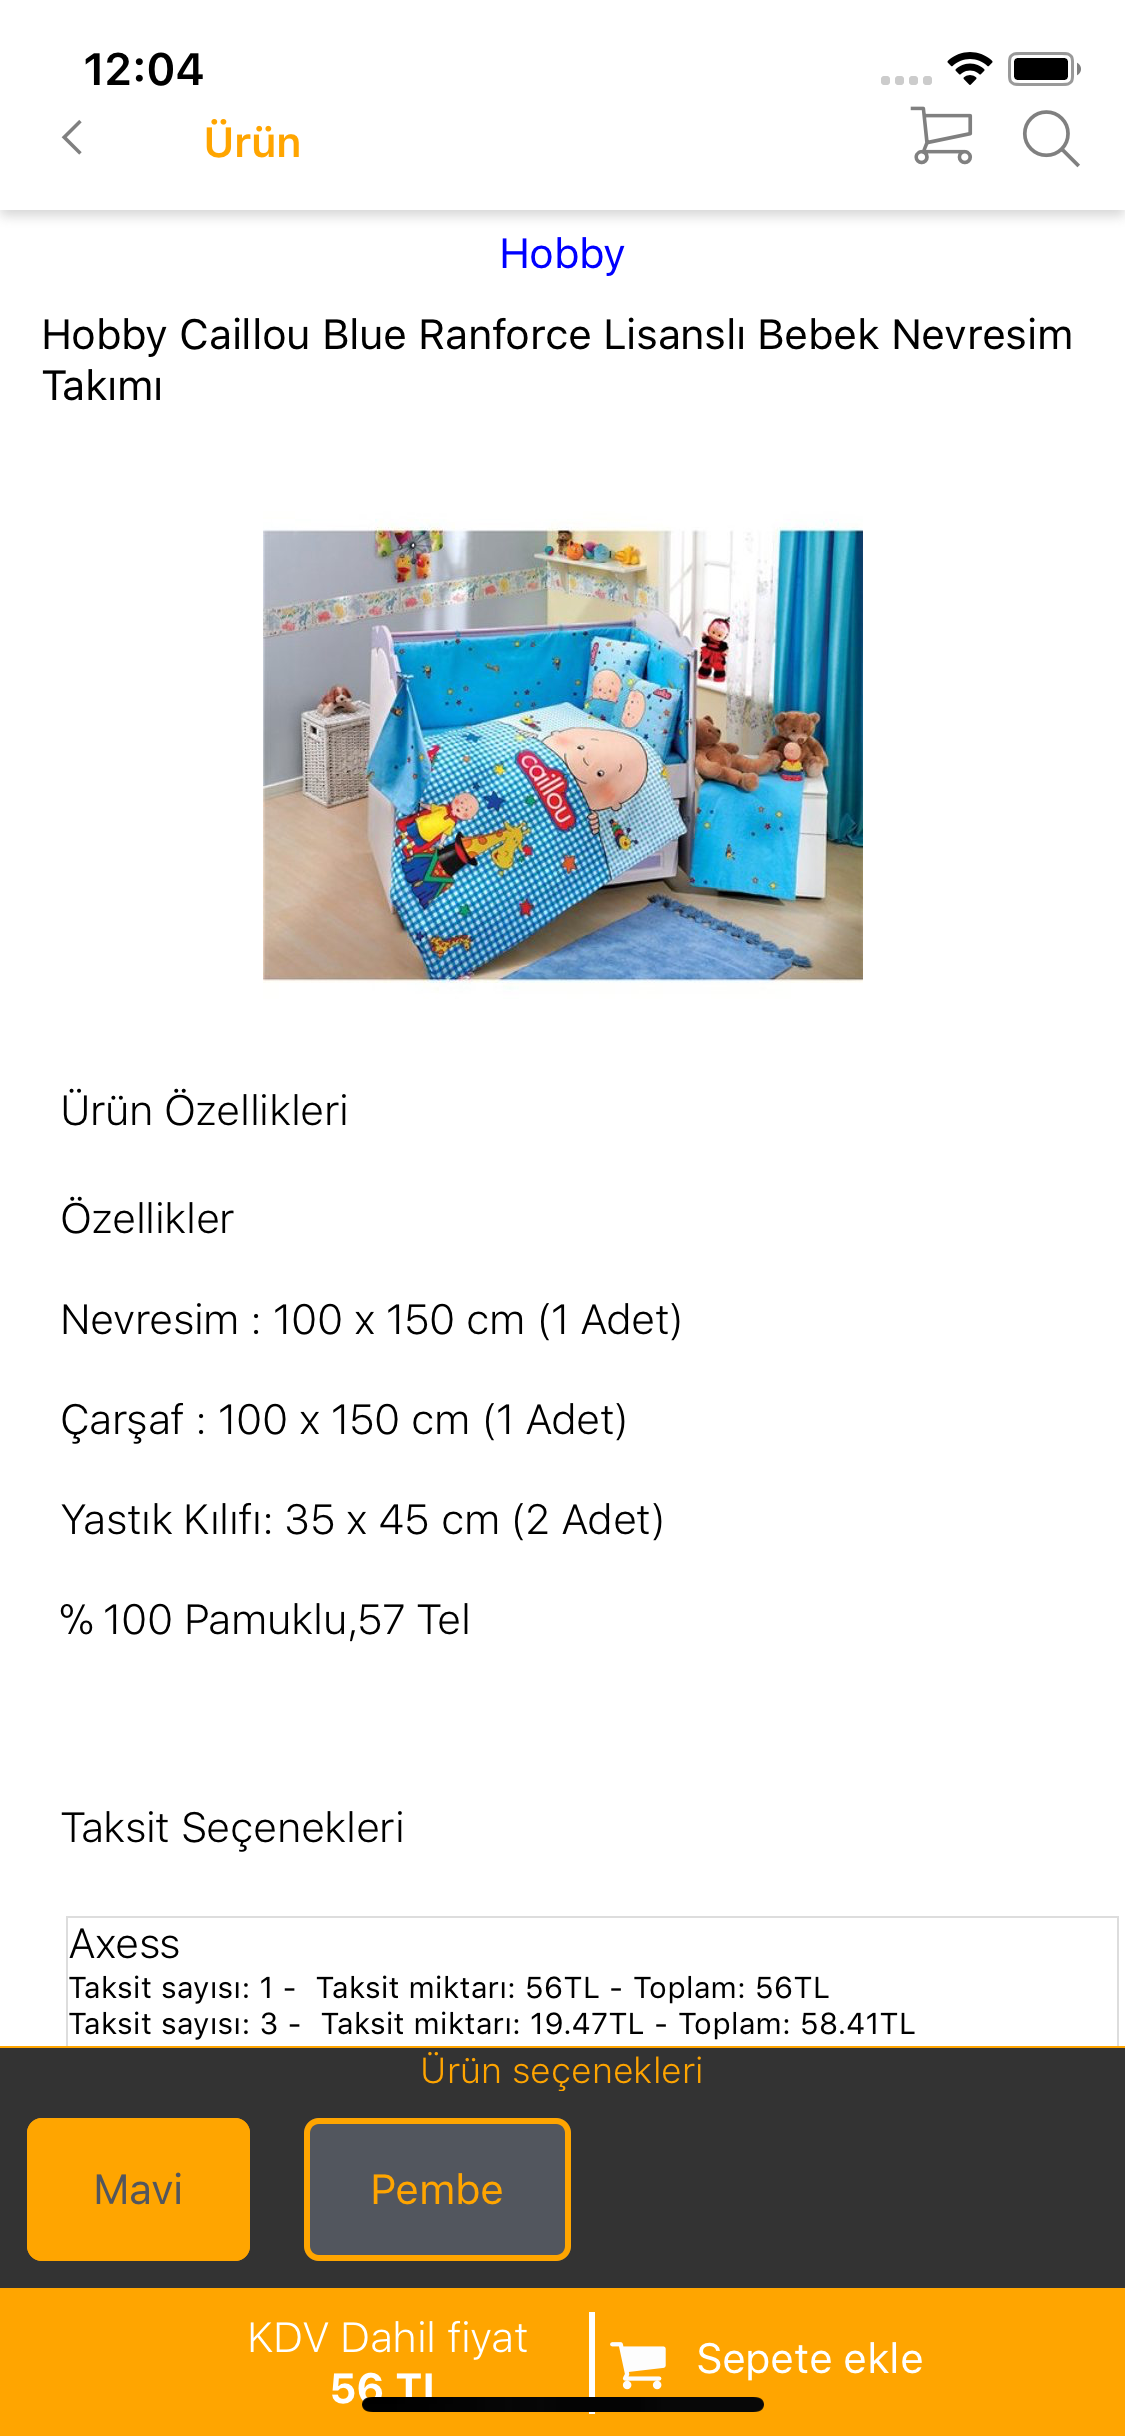 12:04
Ürün
Hobby
Hobby Caillou Blue Ranforce Lisanslı Bebek Nevresim
Takımı
caillou
Ürün Özellikleri
Özellikler
Nevresim : 100 x 150 cm (1 Adet)
Çarşaf : 100 x 150 cm (1 Adet)
Yastık Kılıfı: 35 x 45 cm (2 Adet)
% 100 Pamuklu,57 Tel
Taksit Seçenekleri
Axess
Taksit sayısı: 1 - Taksit miktarı: 56TL - Toplam: 56TL
Taksit sayısı: 3 - Taksit miktarı: 19.47TL - Toplam: 58.41TL
Ürün seçenekleri
Mavi
Pembe
KDV Dahil fiyat
56 TL
Sepete ekle